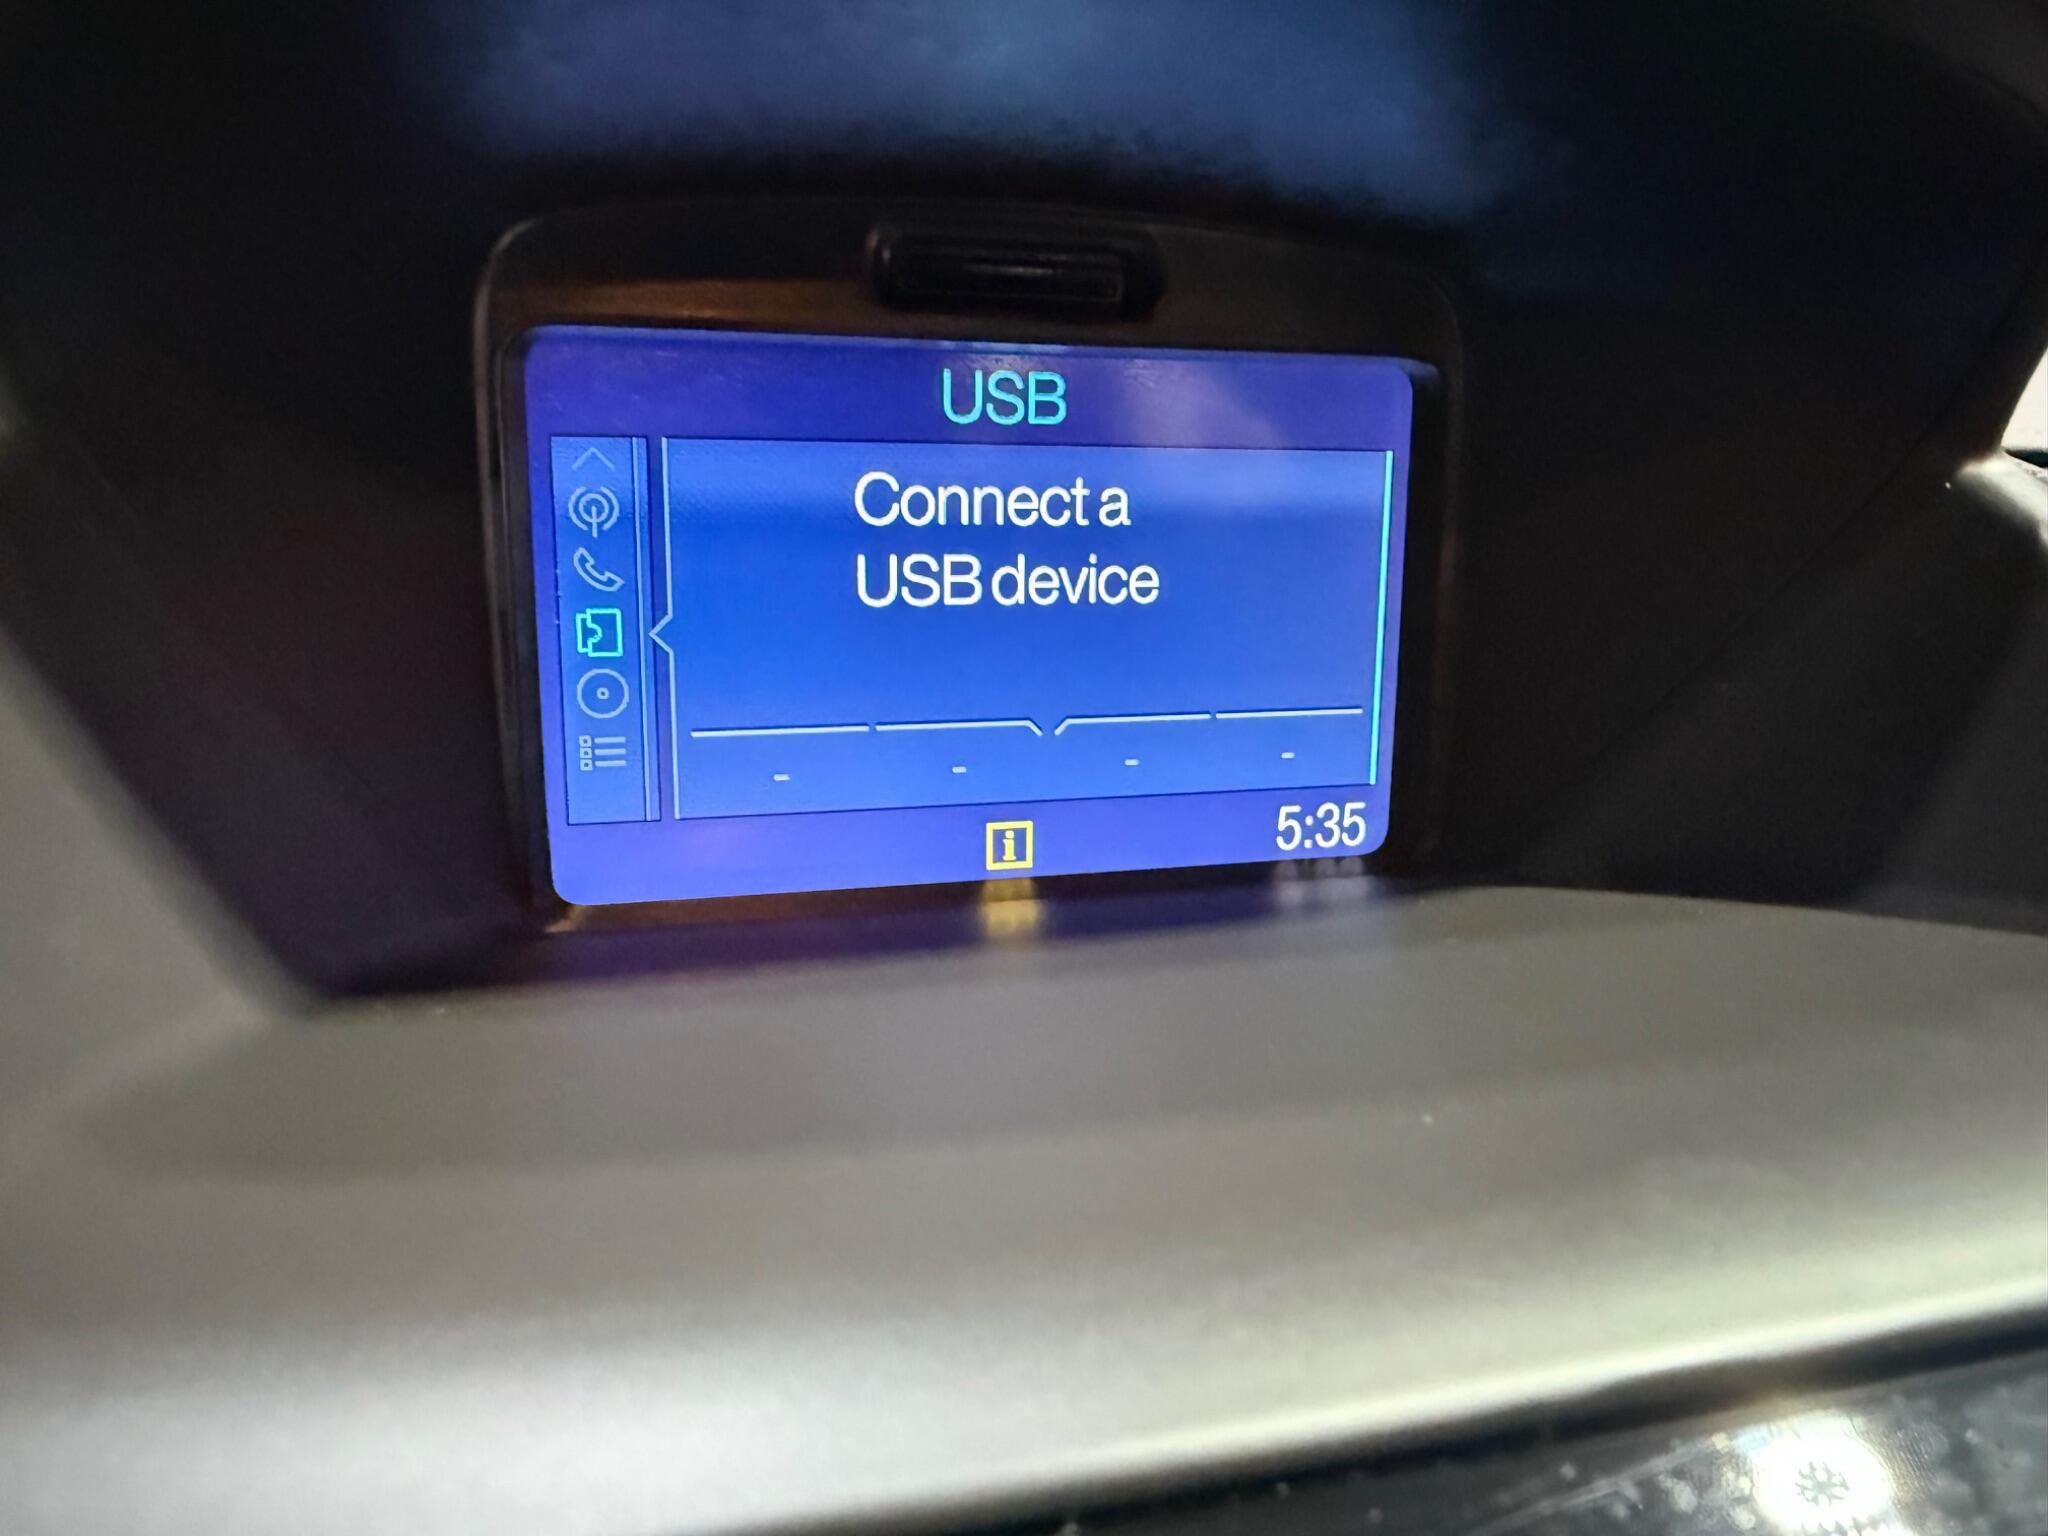 USB
Connect a
USB device
- - - -
i
5:35